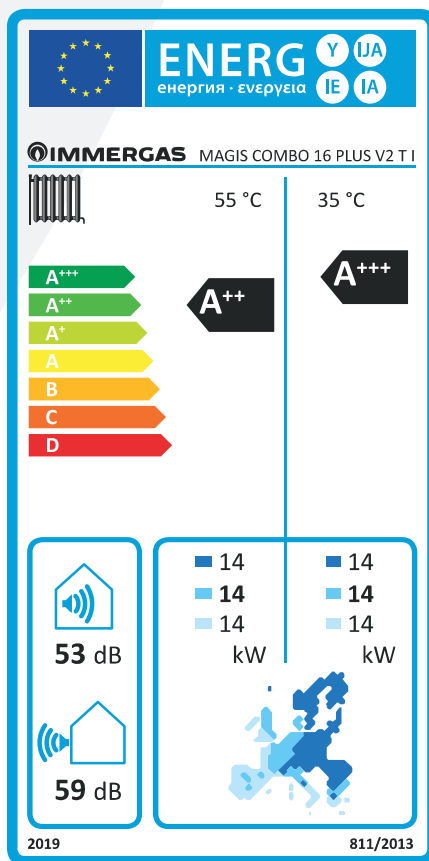 ENERG Y IJA
енергия · ενεργεια IE IA
IMMERGAS MAGIS COMBO 16 PLUS V2 T I
55 °C 35 °C
A+++
A++
A+
A
B
C
D
A++
A+++
14 14
14 14
14 14
kW kW
53 dB
59 dB
2019 811/2013